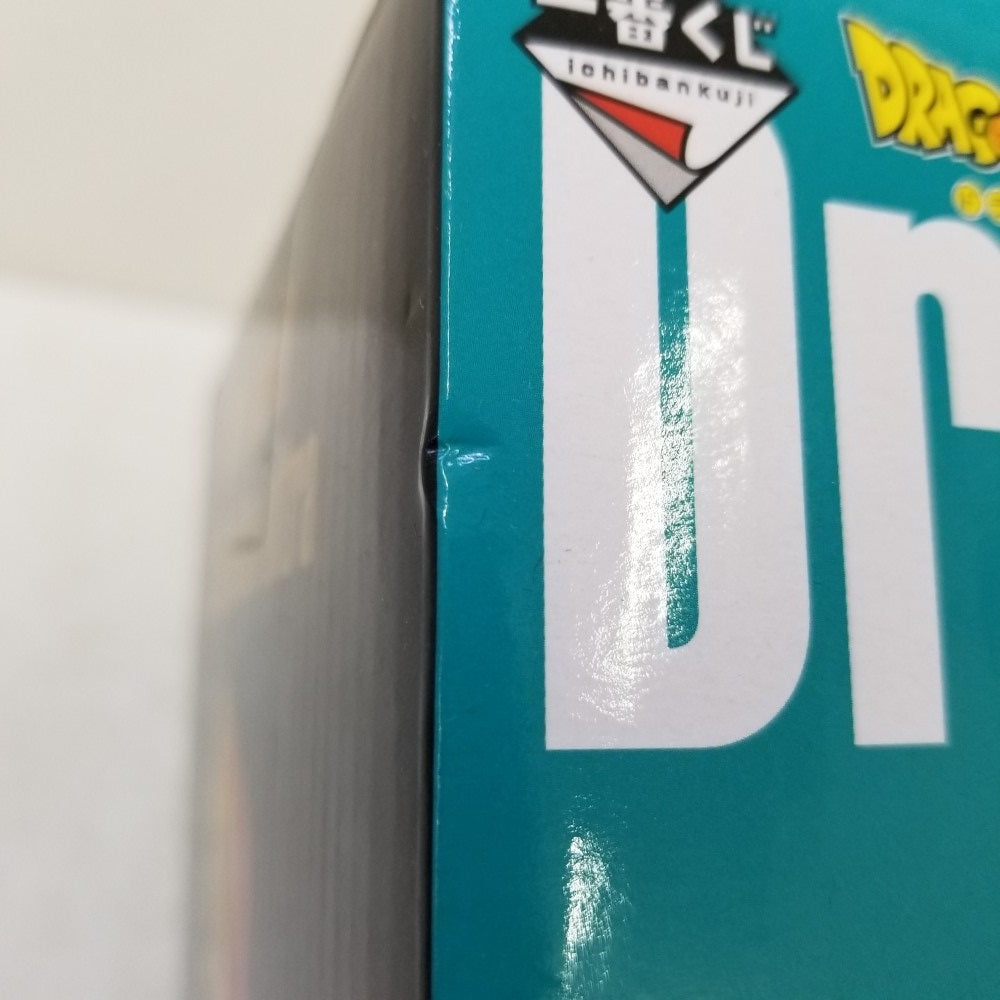 一番くじ
ichibankuji
DRAG
Dr